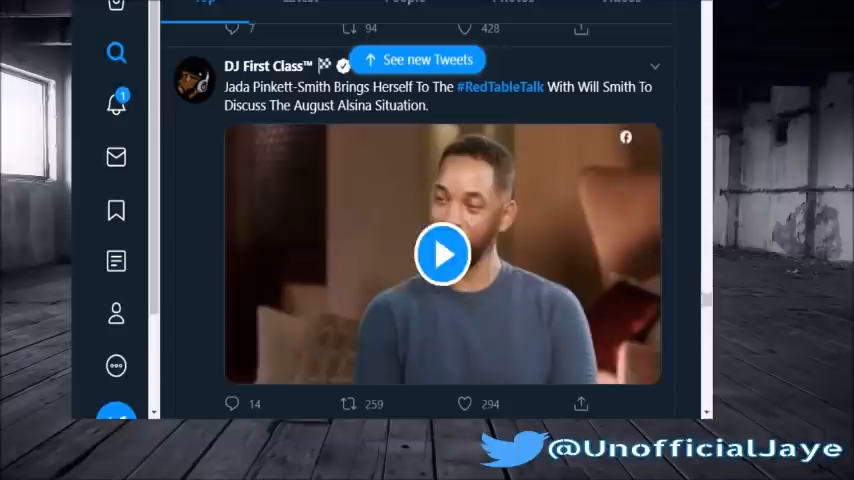 7 94 428
See new Tweets
DJ First Class™
Jada Pinkett-Smith Brings Herself To The #RedTableTalk With Will Smith To
Discuss The August Alsina Situation.
1
14 259 294
@UnofficialJaye